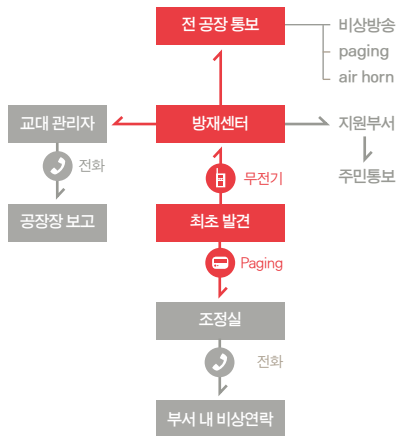 전 공장 통보
비상방송
paging
air horn
교대 관리자
방재센터
지원부서
전화
무전기
주민통보
공장장 보고
최초 발견
Paging
조정실
전화
부서 내 비상연락